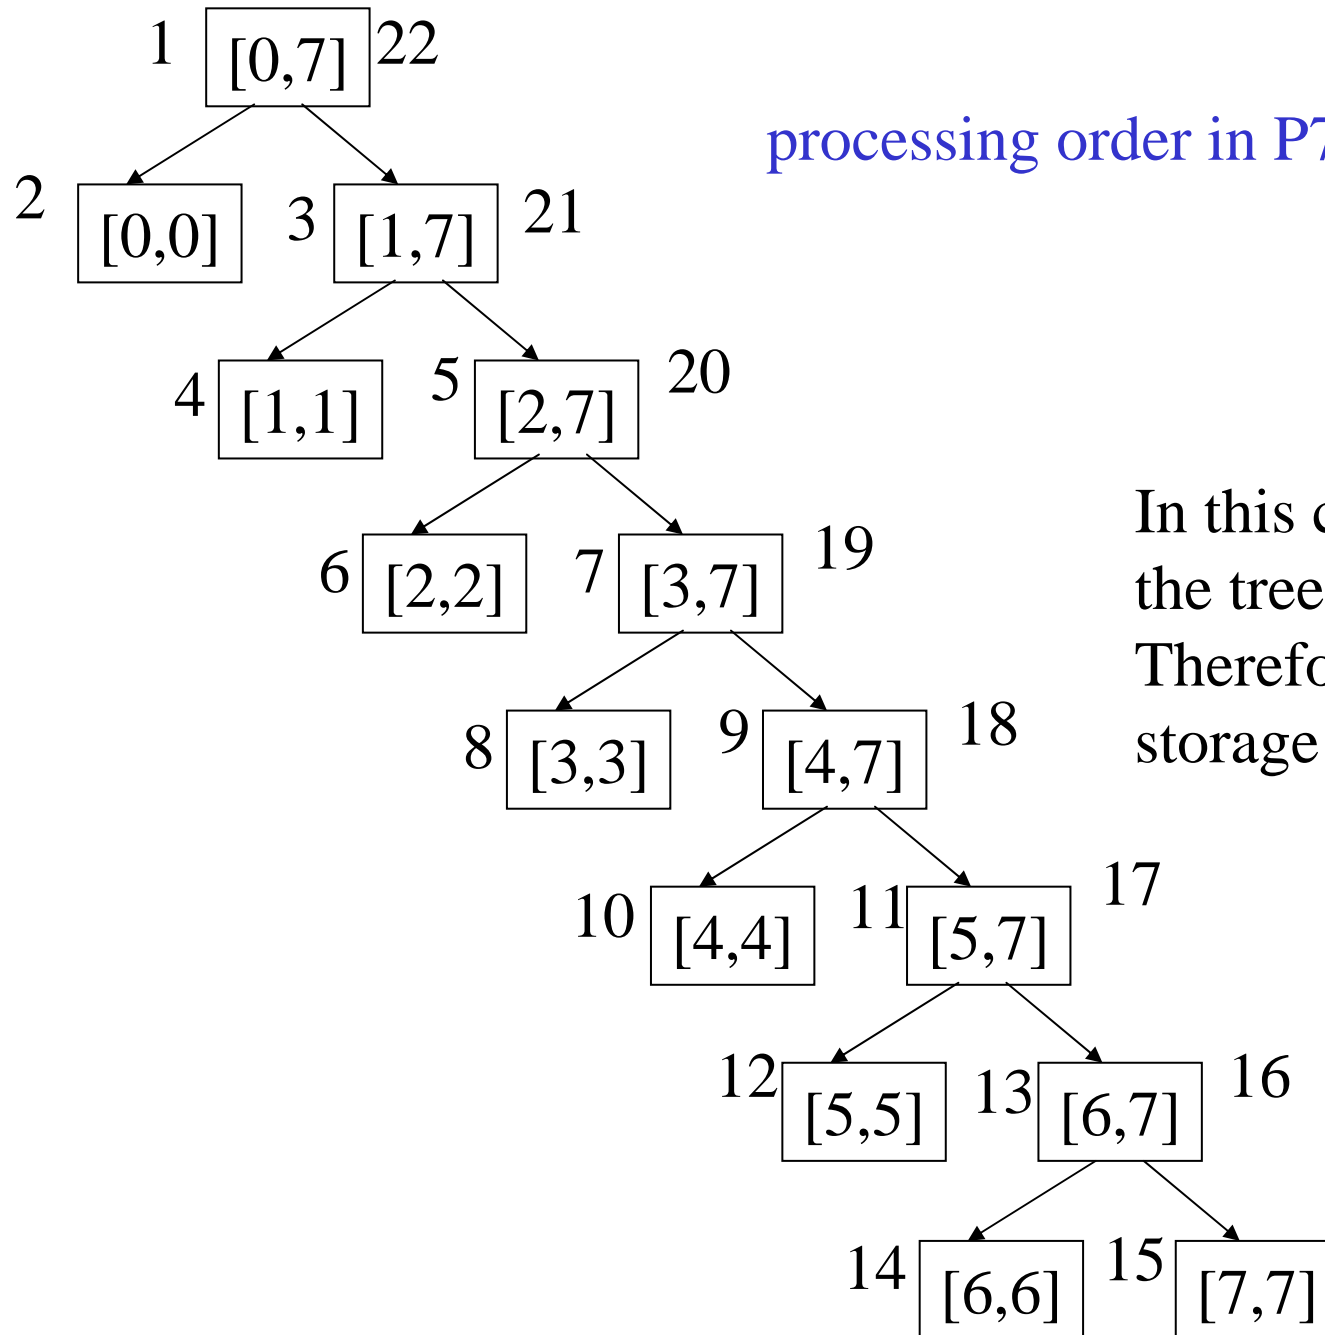 1 [0,7] 22
processing order in P7
2 [0,0] 3 [1,7] 21
4 [1,1] 5 [2,7] 20
In this
6 [2,2] 7 [3,7] 19
the tree
Therefo
8 [3,3] 9 [4,7] 18
storage
10 [4,4] 11 [5,7] 17
12 [5,5] 13 [6,7] 16
14 [6,6] 15 [7,7]